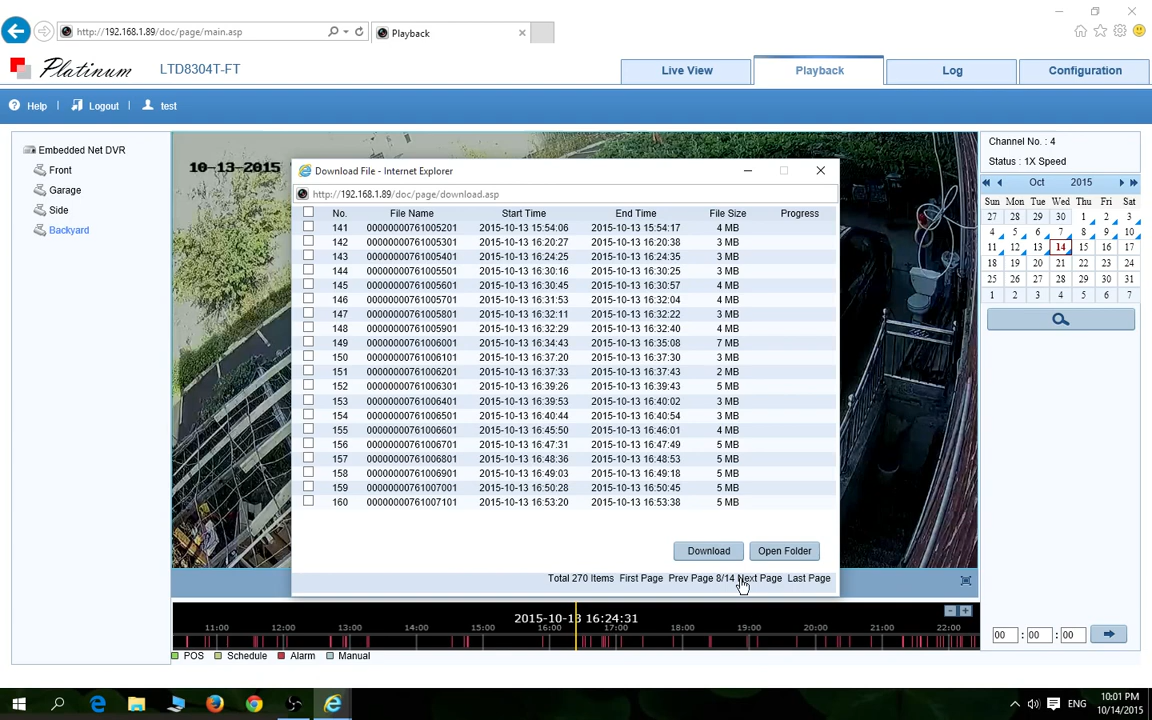 http://192.168.1.89/doc/page/main.asp
Playback
Platinum
LTD8304T-FT
Live View
Playback
Log
Configuration
Help | Logout | test
Embedded Net DVR
Front
Garage
Side
Backyard
10-13-2015
Download File - Internet Explorer
http://192.168.1.89/doc/page/download.asp
No. File Name Start Time End Time File Size Progress
141 00000000761005201 2015-10-13 15:54:06 2015-10-13 15:54:17 4 MB
142 00000000761005301 2015-10-13 16:20:27 2015-10-13 16:20:38 3 MB
143 00000000761005401 2015-10-13 16:24:25 2015-10-13 16:24:35 3 MB
144 00000000761005501 2015-10-13 16:30:16 2015-10-13 16:30:25 3 MB
145 00000000761005601 2015-10-13 16:30:45 2015-10-13 16:30:57 4 MB
146 00000000761005701 2015-10-13 16:31:53 2015-10-13 16:32:04 4 MB
147 00000000761005801 2015-10-13 16:32:11 2015-10-13 16:32:22 3 MB
148 00000000761005901 2015-10-13 16:32:29 2015-10-13 16:32:40 4 MB
149 00000000761006001 2015-10-13 16:34:43 2015-10-13 16:35:08 7 MB
150 00000000761006101 2015-10-13 16:37:20 2015-10-13 16:37:30 3 MB
151 00000000761006201 2015-10-13 16:37:33 2015-10-13 16:37:43 2 MB
152 00000000761006301 2015-10-13 16:39:26 2015-10-13 16:39:43 5 MB
153 00000000761006401 2015-10-13 16:39:53 2015-10-13 16:40:02 3 MB
154 00000000761006501 2015-10-13 16:40:44 2015-10-13 16:40:54 3 MB
155 00000000761006601 2015-10-13 16:45:50 2015-10-13 16:46:01 4 MB
156 00000000761006701 2015-10-13 16:47:31 2015-10-13 16:47:49 5 MB
157 00000000761006801 2015-10-13 16:48:36 2015-10-13 16:48:53 5 MB
158 00000000761006901 2015-10-13 16:49:03 2015-10-13 16:49:18 5 MB
159 00000000761007001 2015-10-13 16:50:28 2015-10-13 16:50:45 5 MB
160 00000000761007101 2015-10-13 16:53:20 2015-10-13 16:53:38 5 MB
Download
Open Folder
Total 270 Items First Page Prev Page 8/14 Next Page Last Page
Channel No. : 4
Status : 1X Speed
Oct 2015
Sun Mon Tue Wed Thu Fri Sat
27 28 29 30 1 2 3
4 5 6 7 8 9 10
11 12 13 14 15 16 17
18 19 20 21 22 23 24
25 26 27 28 29 30 31
1 2 3 4 5 6 7
2015-10-13 16:24:31
11:00 12:00 13:00 14:00 15:00 16:00 17:00 18:00 19:00 20:00 21:00 22:00
00 : 00 : 00
POS Schedule Alarm Manual
ENG
10:01 PM
10/14/2015